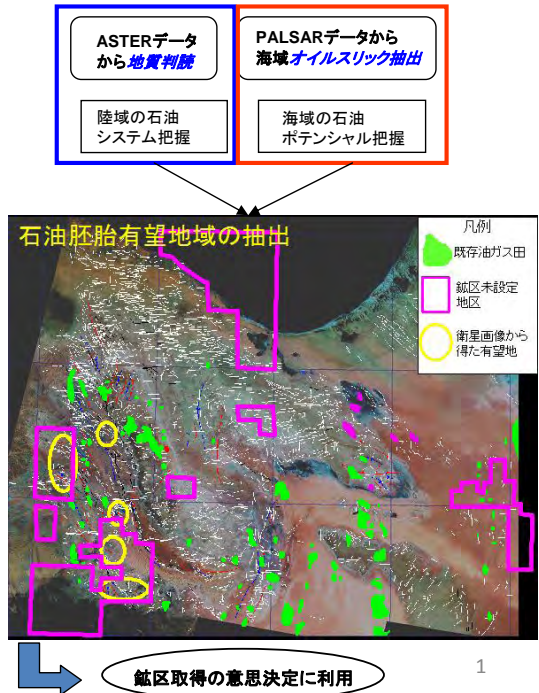 ASTERデータ
から地質判読
PALSARデータから
海域オイルスリック抽出
陸域の石油
システム把握
海域の石油
ポテンシャル把握
石油胚胎有望地域の抽出
凡例
既存油ガス田
鉱区未設定
地区
衛星画像から
得た有望地
鉱区取得の意思決定に利用
1